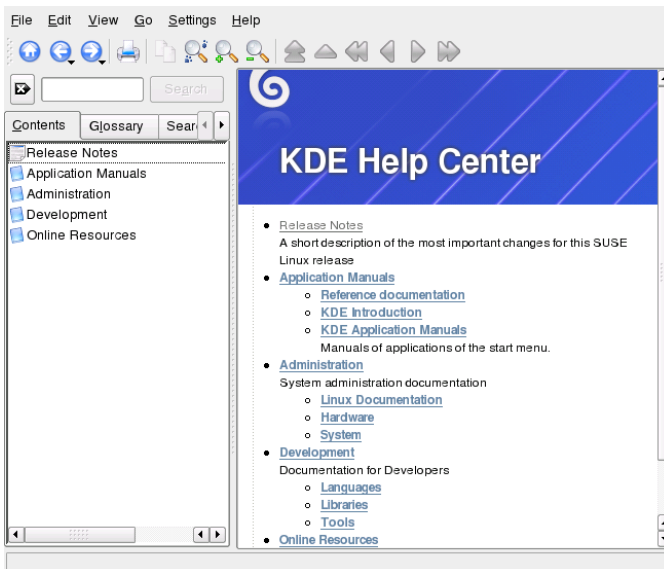 File Edit View Go Settings Help
Search
Contents Glossary Sear
Release Notes
Application Manuals
Administration
Development
Online Resources
KDE Help Center
Release Notes
A short description of the most important changes for this SUSE
Linux release
Application Manuals
Reference documentation
KDE Introduction
KDE Application Manuals
Manuals of applications of the start menu.
Administration
System administration documentation
Linux Documentation
Hardware
System
Development
Documentation for Developers
Languages
Libraries
Tools
Online Resources